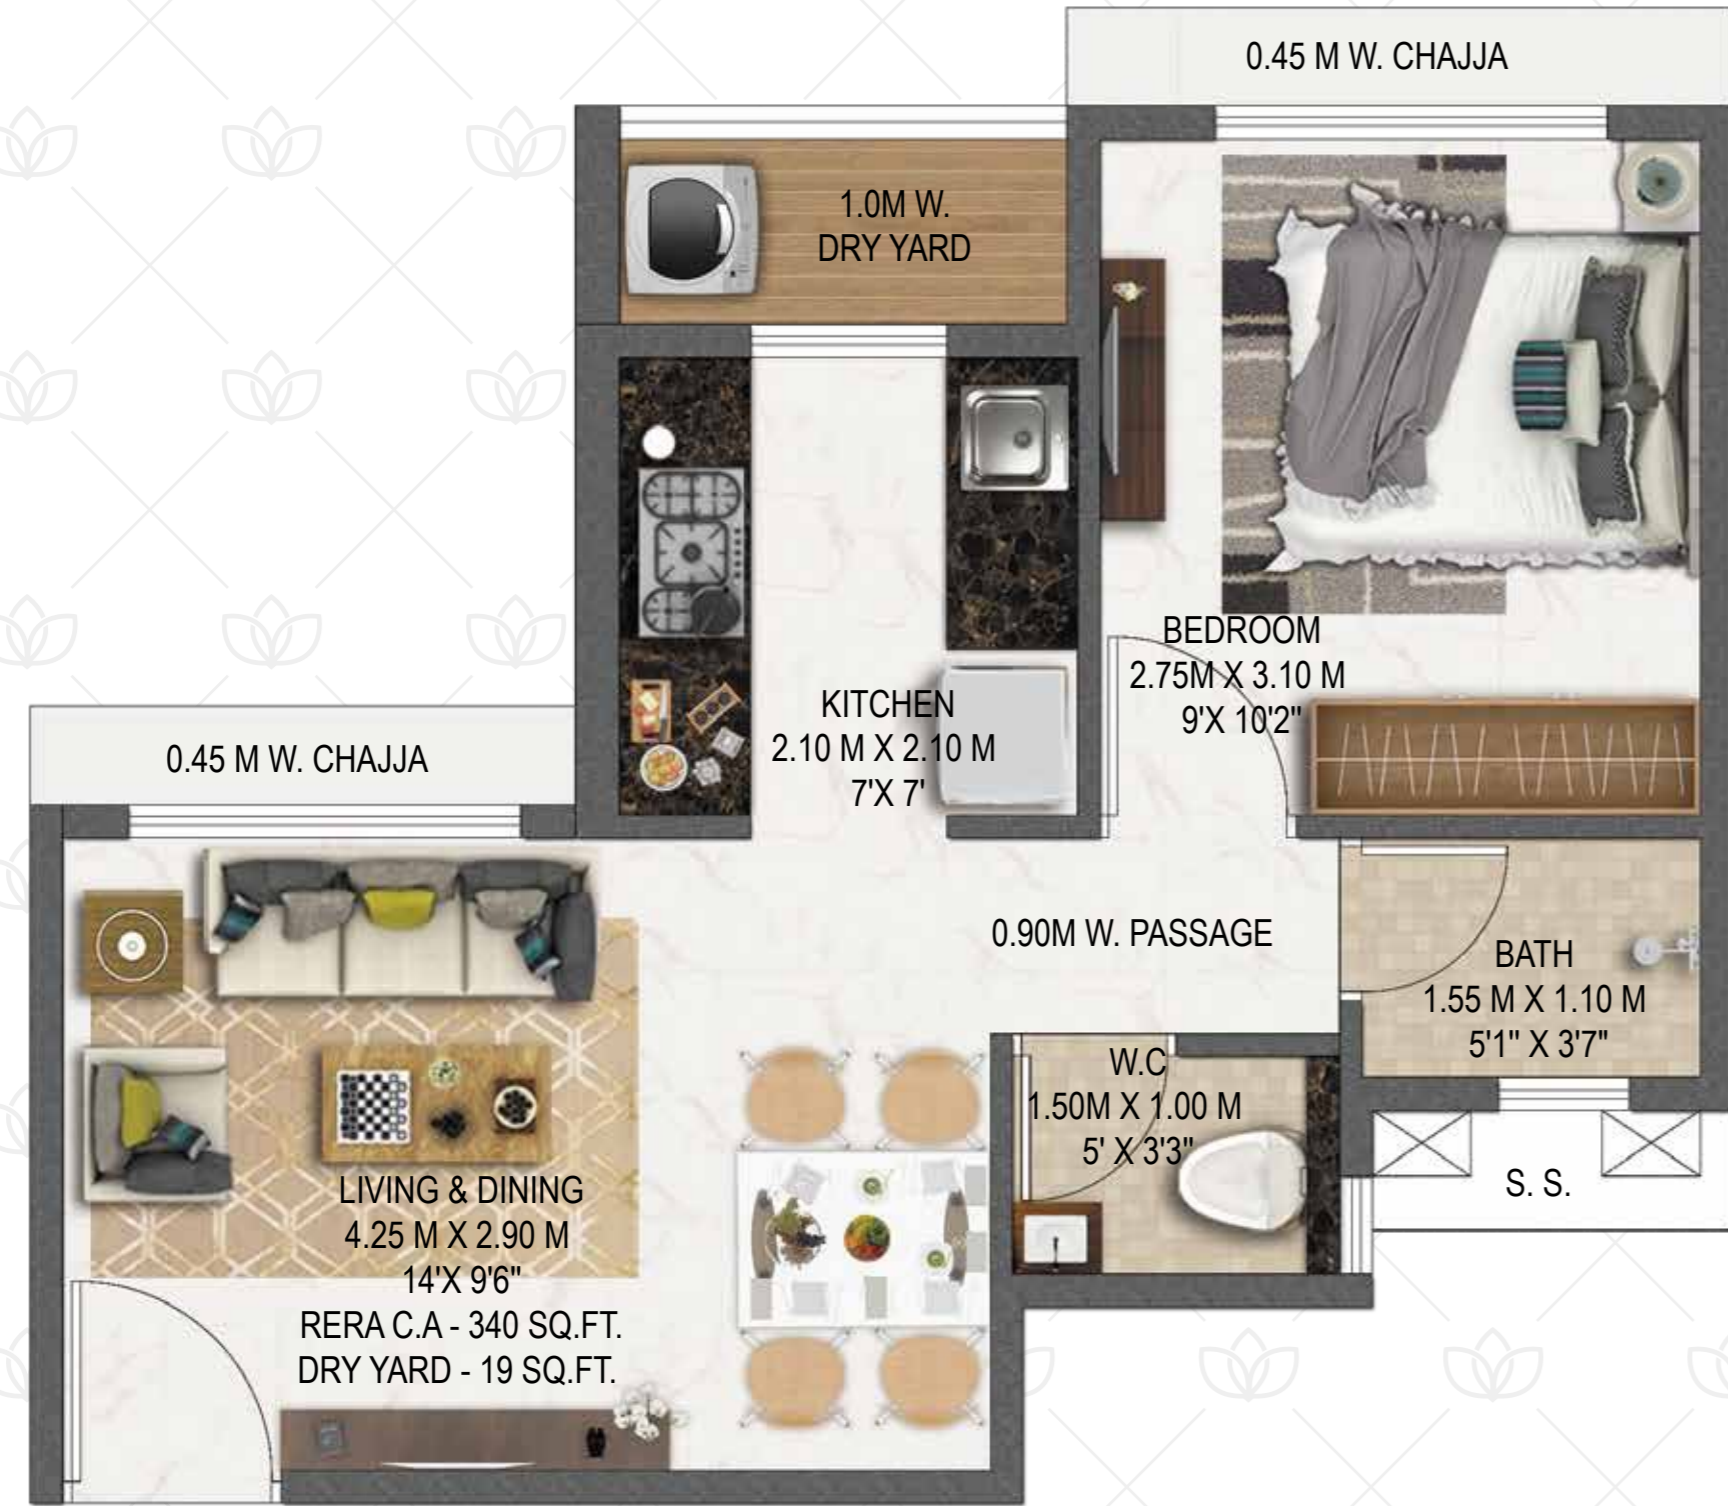 0.45 M W. CHAJJA
1.0M W.
DRY YARD
BEDROOM
2.75M X 3.10 M
9'X 10'2"
KITCHEN
2.10 M X 2.10 M
7'X 7'
0.45 M W. CHAJJA
0.90M W. PASSAGE
BATH
1.55 M X 1.10 M
5'1" X 3'7"
W.C
1.50M X 1.00 M
5' X 3'3"
S. S.
LIVING & DINING
4.25 M X 2.90 M
14'X 9'6"
RERA C.A - 340 SQ.FT.
DRY YARD - 19 SQ.FT.